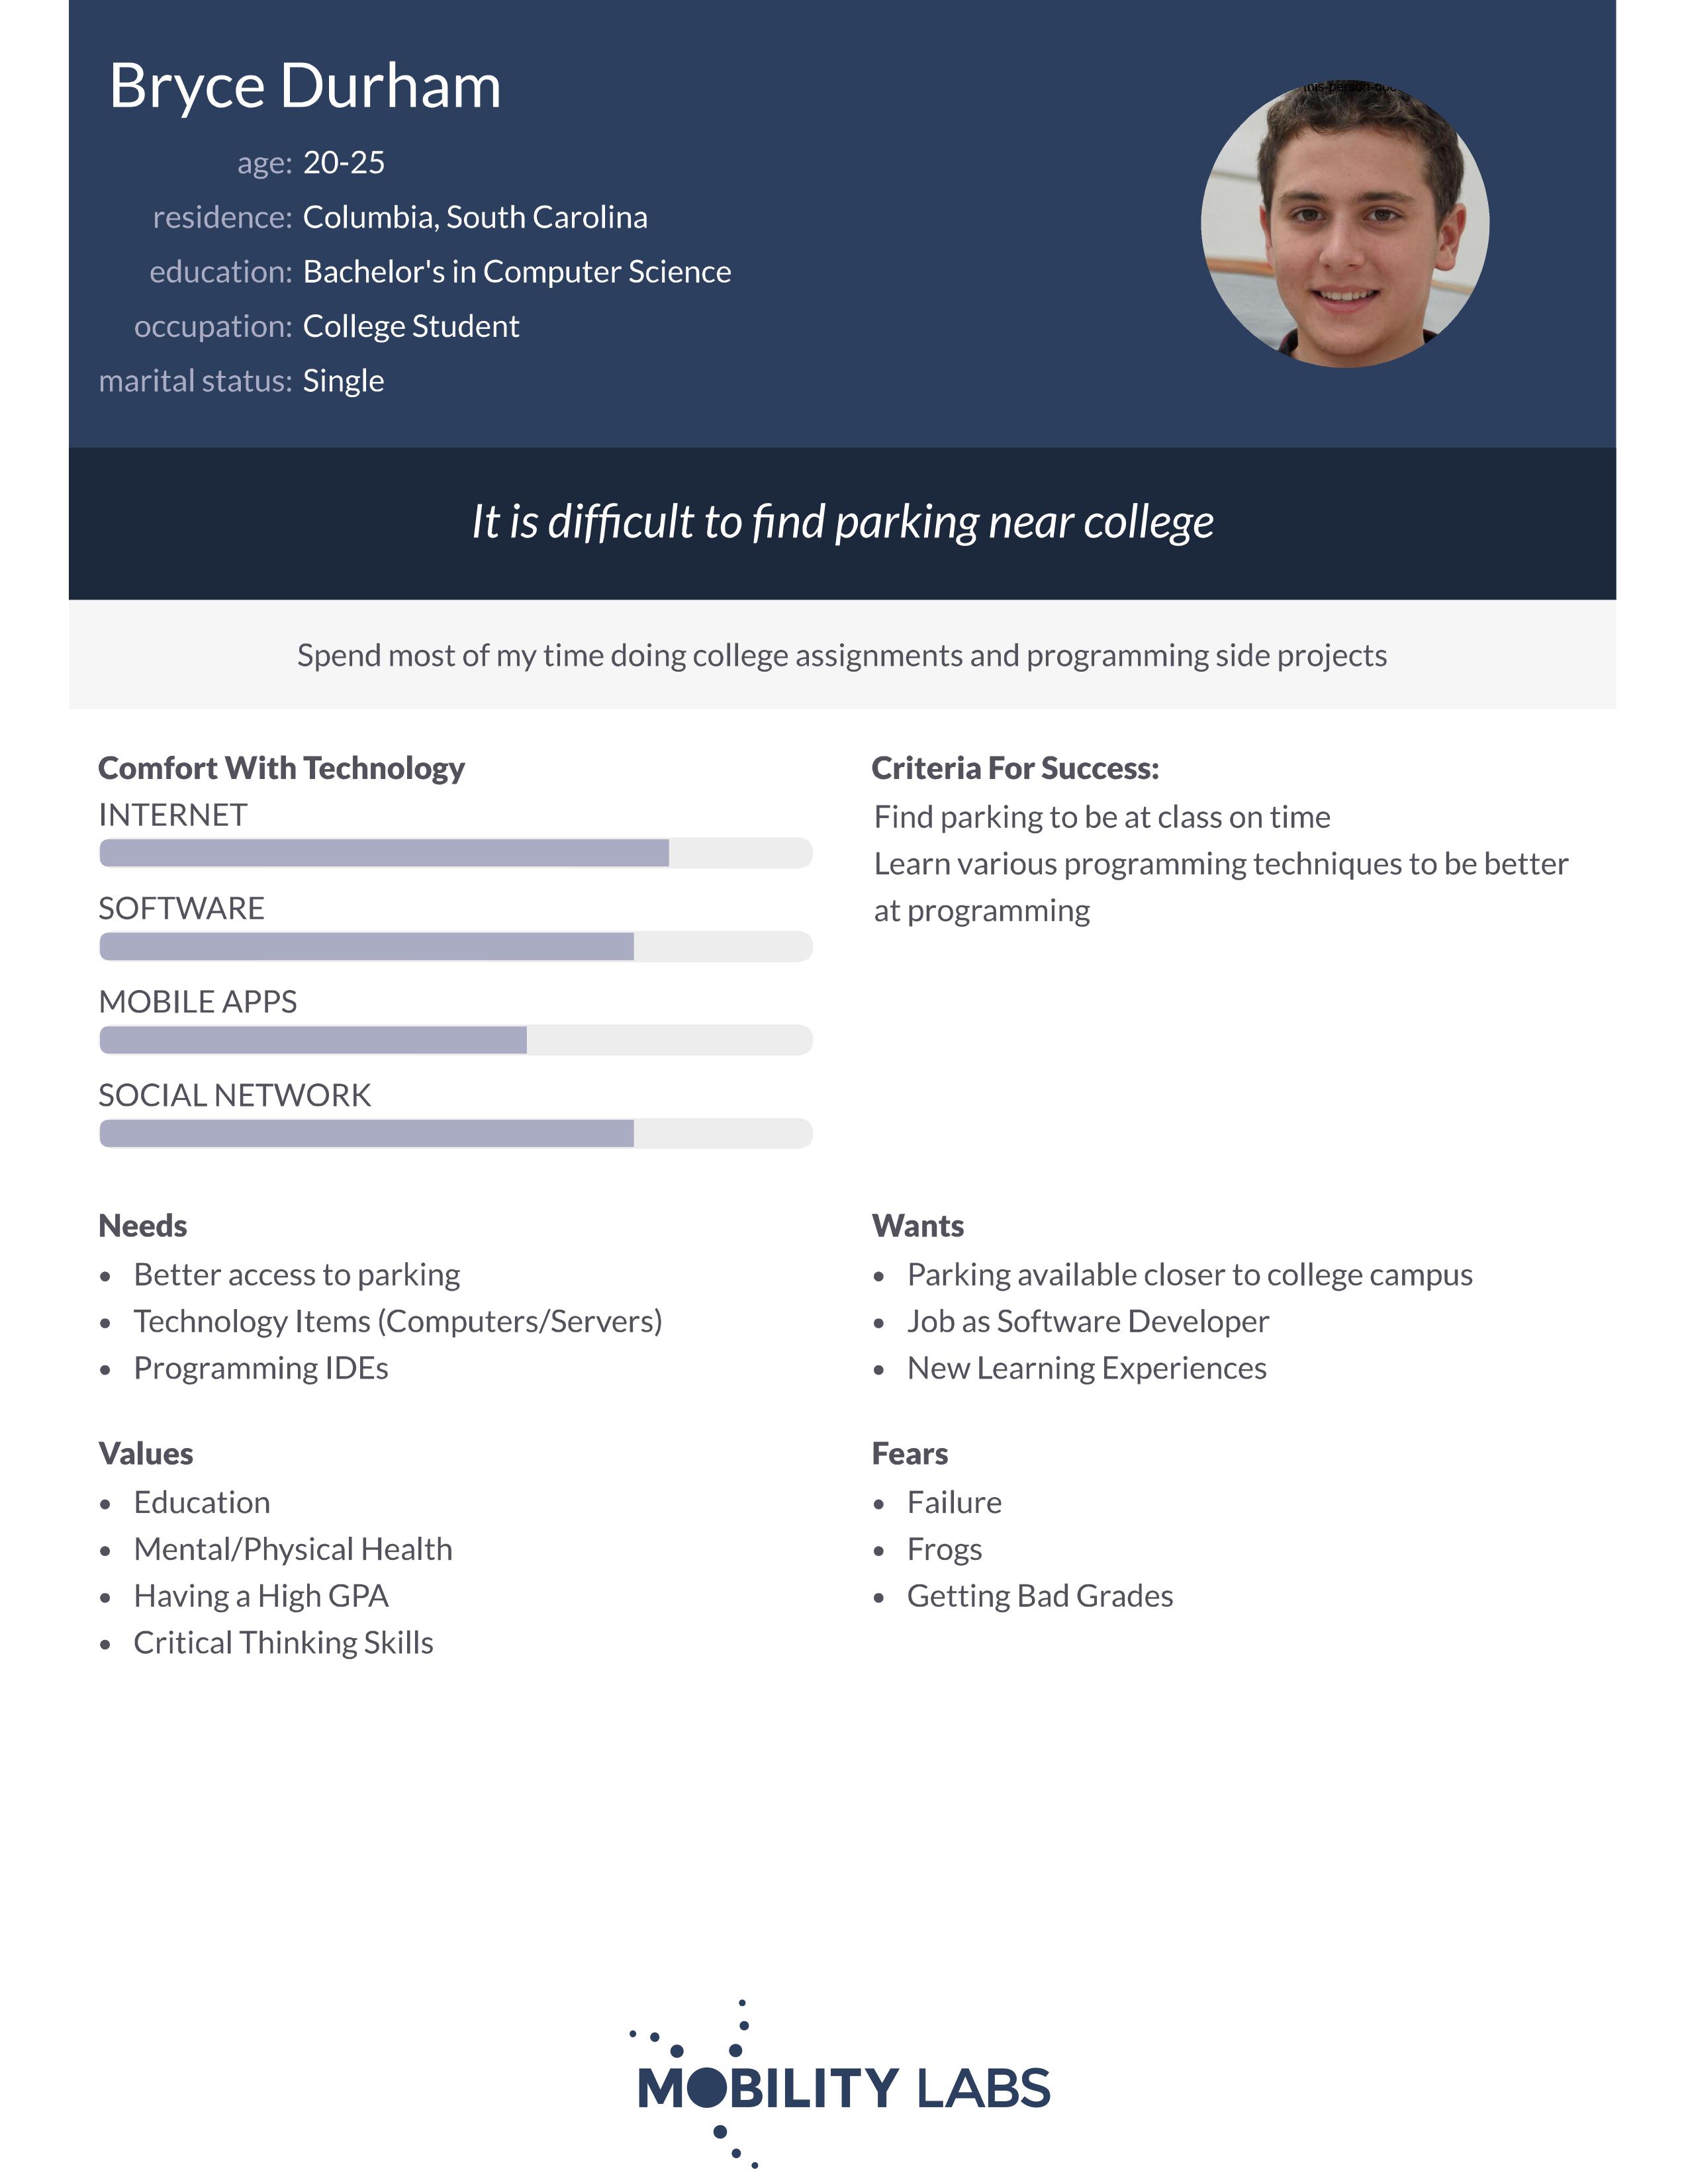 Bryce Durham
age: 20-25
residence: Columbia, South Carolina
education: Bachelor's in Computer Science
occupation: College Student
marital status: Single
It is difficult to find parking near college
Spend most of my time doing college assignments and programming side projects
Comfort With Technology
INTERNET
SOFTWARE
MOBILE APPS
SOCIAL NETWORK
Criteria For Success:
Find parking to be at class on time
Learn various programming techniques to be better
at programming
Needs
• Better access to parking
• Technology Items (Computers/Servers)
• Programming IDEs
Wants
• Parking available closer to college campus
• Job as Software Developer
• New Learning Experiences
Values
• Education
• Mental/Physical Health
• Having a High GPA
• Critical Thinking Skills
Fears
• Failure
• Frogs
• Getting Bad Grades
MOBILITY LABS